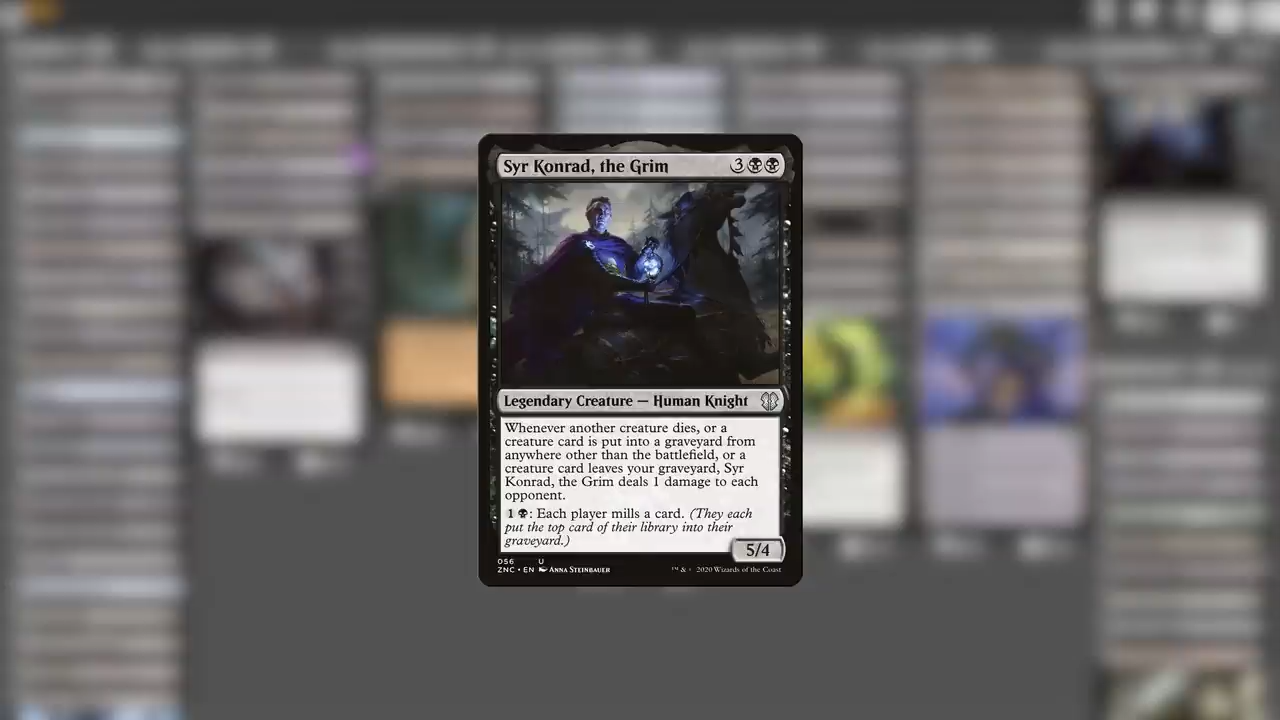 Syr Konrad, the Grim 3
Legendary Creature — Human Knight
Whenever another creature dies, or a
creature card is put into a graveyard from
anywhere other than the battlefield, or a
creature card leaves your graveyard, Syr
Konrad, the Grim deals 1 damage to each
opponent.
1 : Each player mills a card. (They each
put the top card of their library into their
graveyard.)
5/4
056 U
ZNC • EN Anna Steinbauer ™ & © 2020 Wizards of the Coast